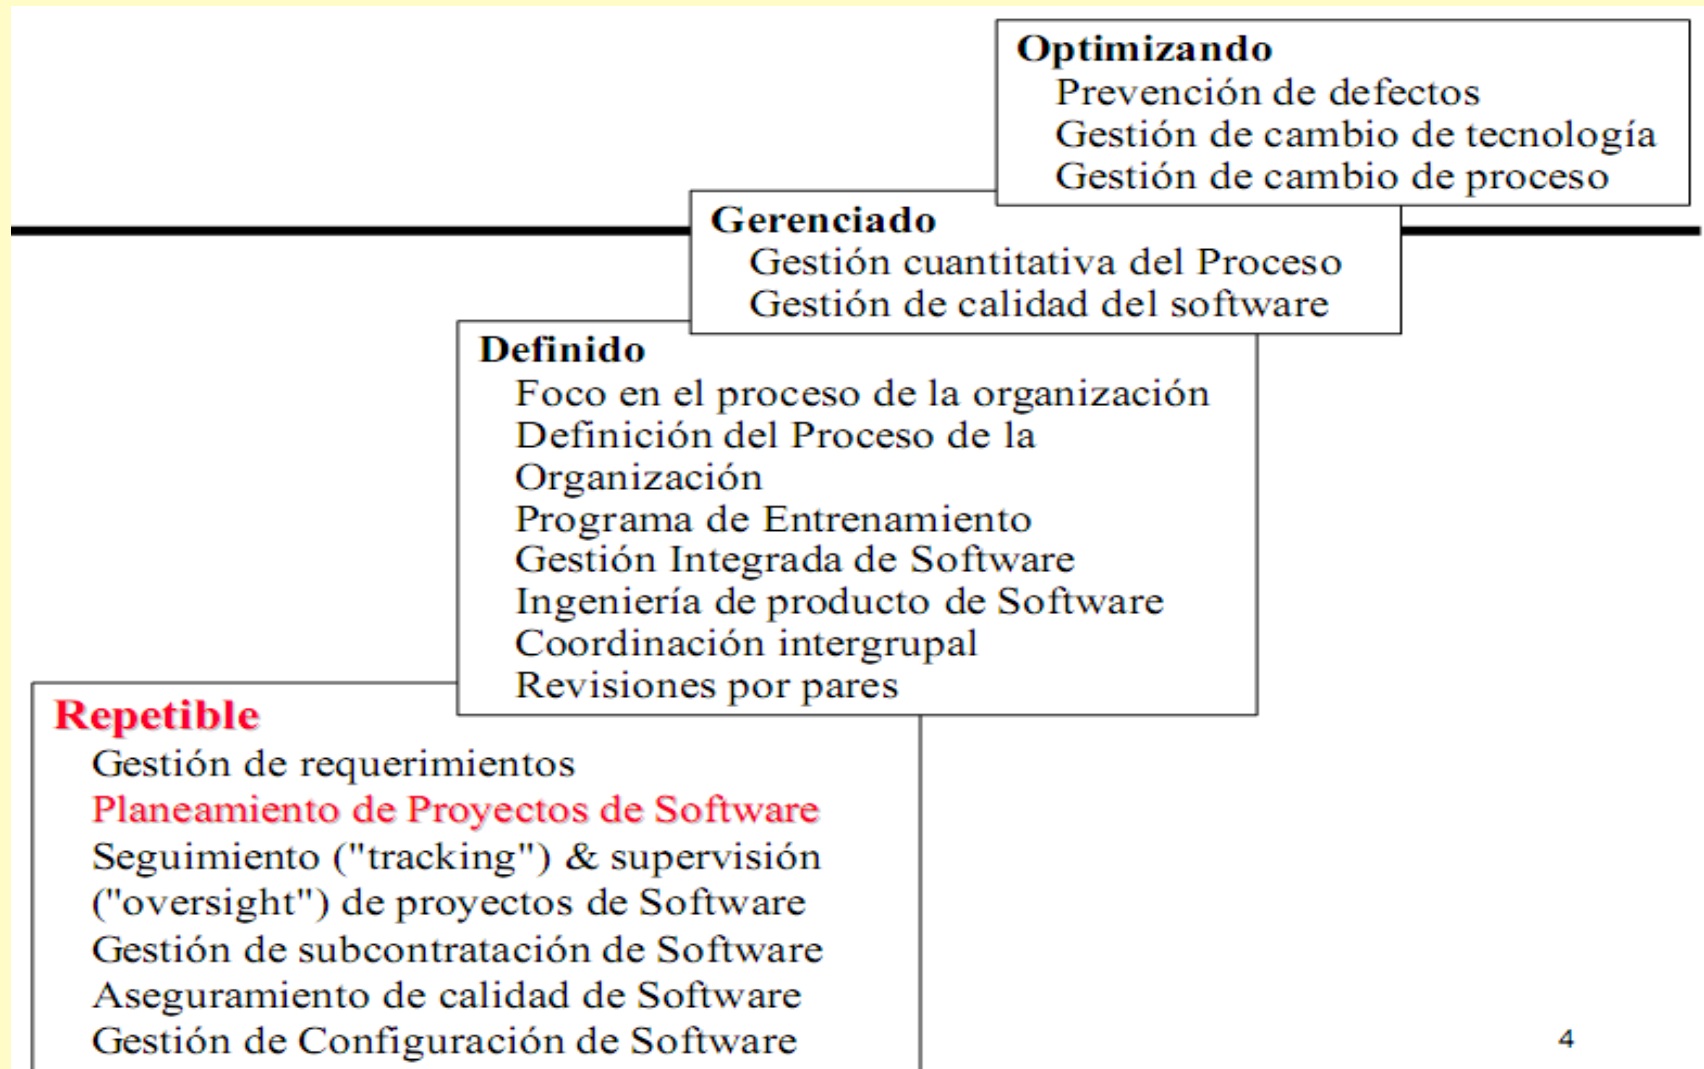 Optimizando
Prevención de defectos
Gestión de cambio de tecnología
Gestión de cambio de proceso
Gerenciado
Gestión cuantitativa del Proceso
Gestión de calidad del software
Definido
Foco en el proceso de la organización
Definición del Proceso de la
Organización
Programa de Entrenamiento
Gestión Integrada de Software
Ingeniería de producto de Software
Coordinación intergrupal
Revisiones por pares
Repetible
Gestión de requerimientos
Planeamiento de Proyectos de Software
Seguimiento ("tracking") & supervisión
("oversight") de proyectos de Software
Gestión de subcontratación de Software
Aseguramiento de calidad de Software
Gestión de Configuración de Software
4